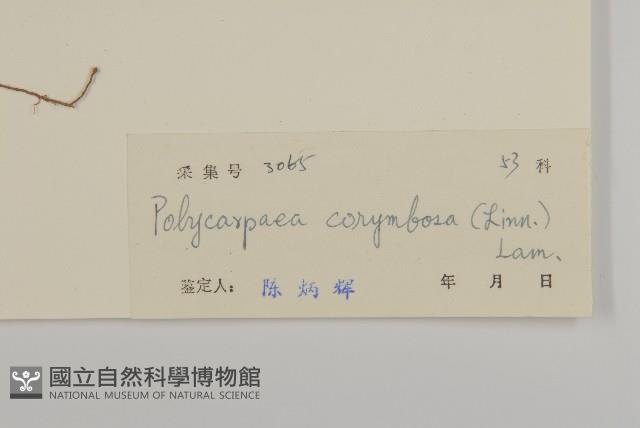 采集号 3065 53 科
Polycarpaea corymbosa (Linn.)
Lam.
鉴定人: 陈炳辉 年 月 日
國立自然科學博物館
NATIONAL MUSEUM OF NATURAL SCIENCE